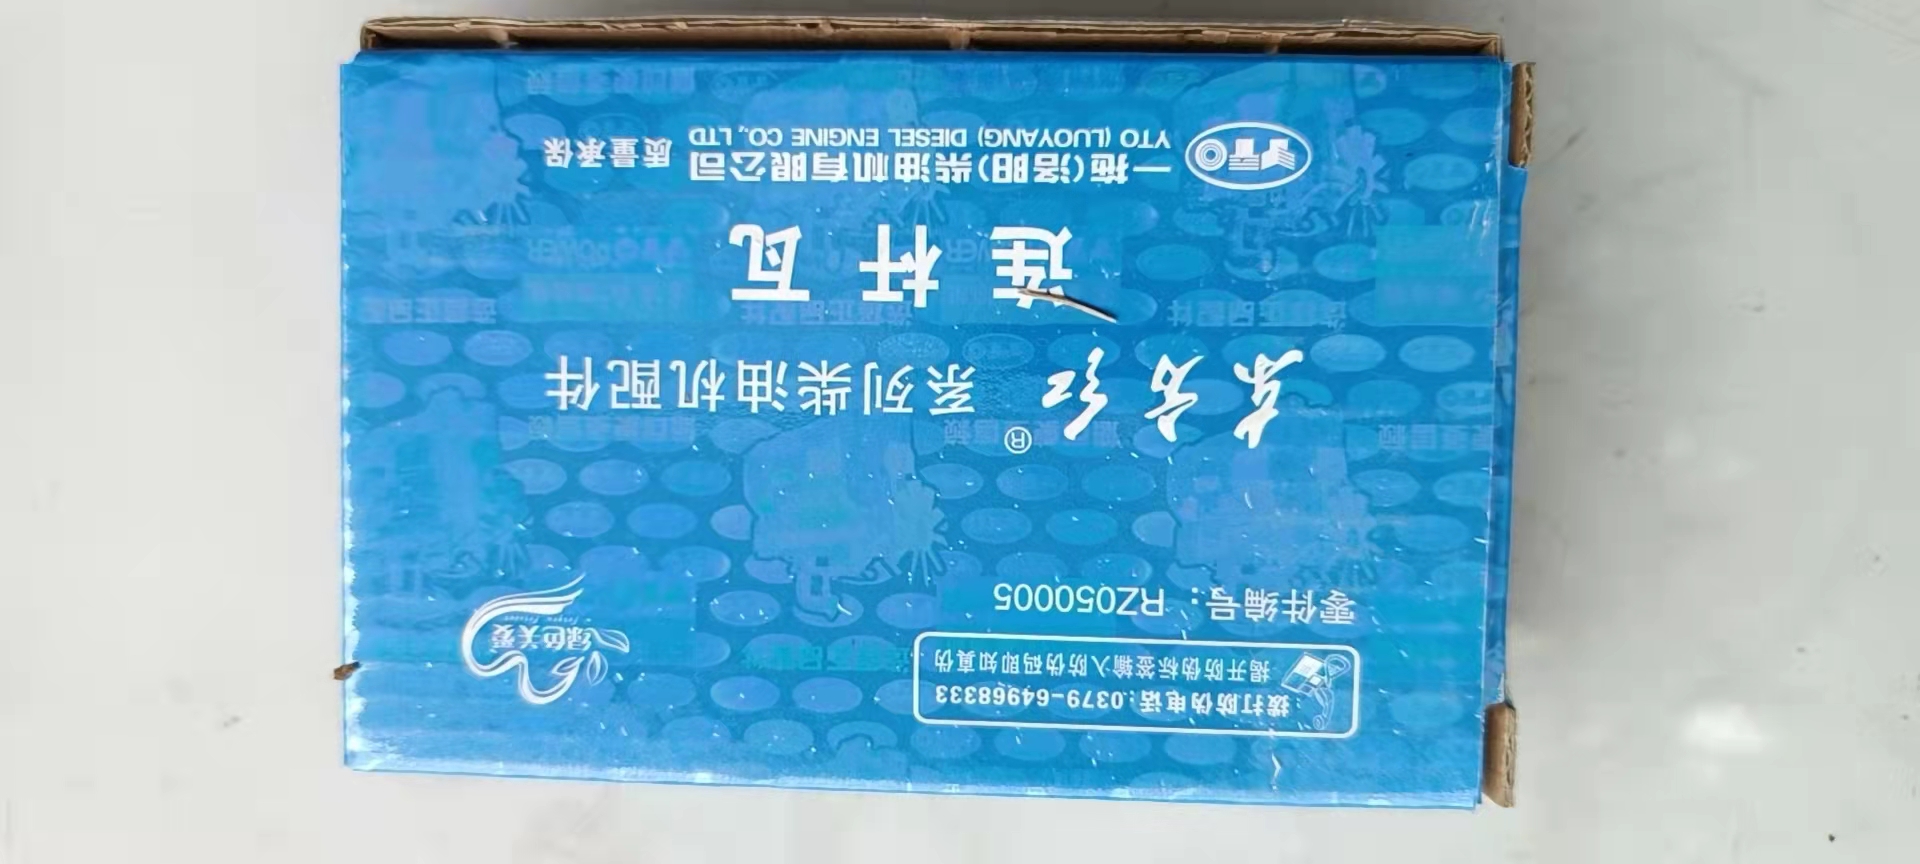 拨打防伪电话:0379-64968333
揭开防伪标签输入防伪码即知真伪
绿色关爱
零件编号：RZ050005
东方红® 系列柴油机配件
连杆瓦
YTO 一拖(洛阳)柴油机有限公司 质量承保
YTO (LUOYANG) DIESEL ENGINE CO., LTD